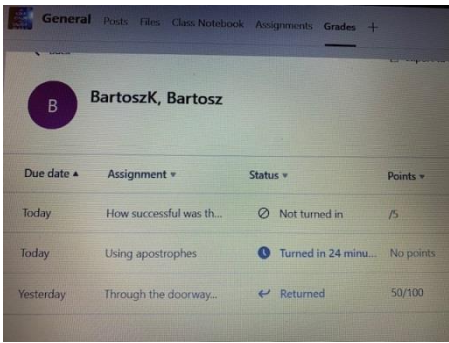 General Posts Files Class Notebook Assignments Grades +
B
BartoszK, Bartosz
Due date ▲ Assignment ▼ Status ▼ Points ▼
Today How successful was th... Not turned in /5
Today Using apostrophes Turned in 24 minu... No points
Yesterday Through the doorway... Returned 50/100